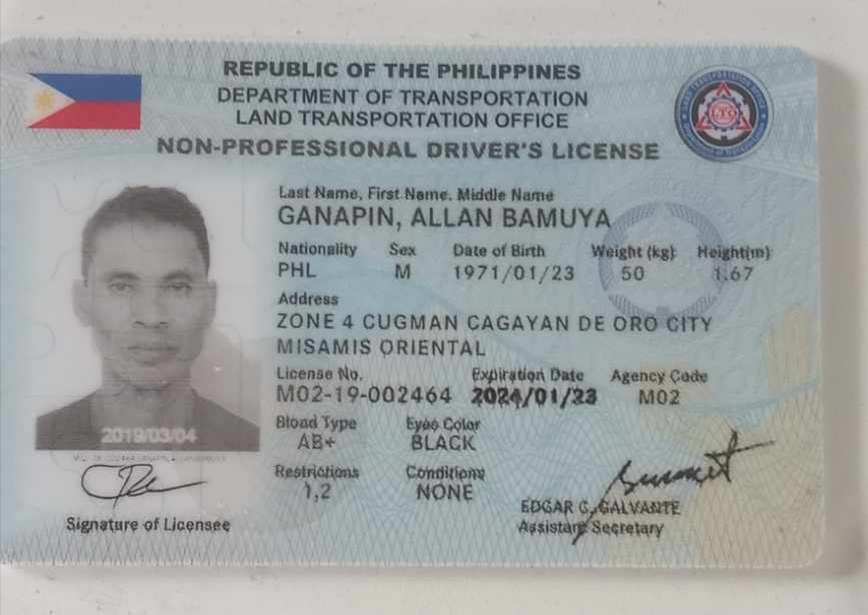 REPUBLIC OF THE PHILIPPINES
DEPARTMENT OF TRANSPORTATION
LAND TRANSPORTATION OFFICE
NON-PROFESSIONAL DRIVER'S LICENSE
LTO
Last Name, First Name, Middle Name
GANAPIN, ALLAN BAMUYA
Nationality Sex Date of Birth Weight (kg) Height(m)
PHL M 1971/01/23 50 1.67
Address
ZONE 4 CUGMAN CAGAYAN DE ORO CITY
MISAMIS ORIENTAL
License No. Expiration Date Agency Code
M02-19-002464 2024/01/23 M02
Blood Type Eyes Color
AB+ BLACK
Restrictions Conditions
1,2 NONE
2019/03/04
Signature of Licensee
EDGAR C. GALVANTE
Assistant Secretary